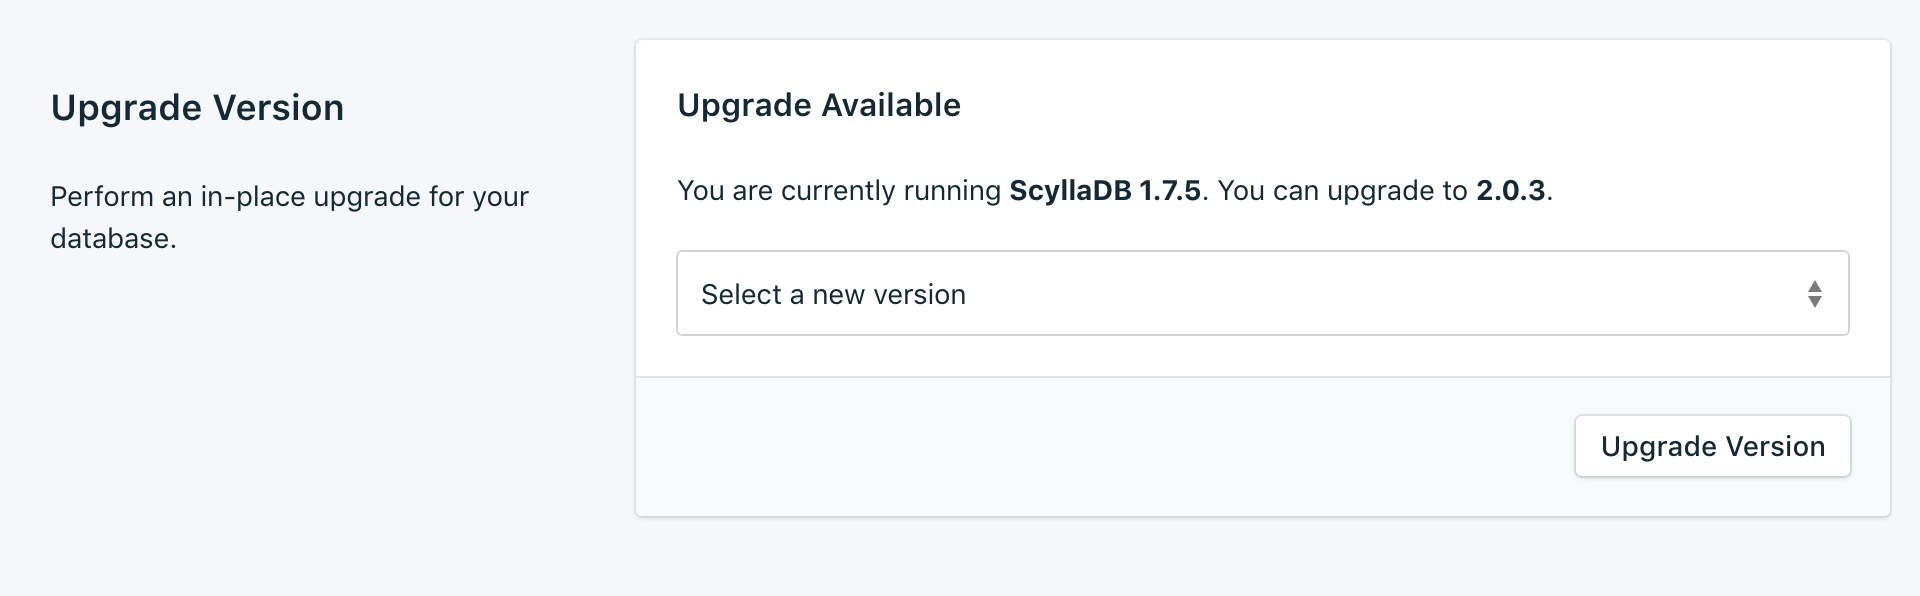 Upgrade Version
Perform an in-place upgrade for your
database.
Upgrade Available
You are currently running ScyllaDB 1.7.5. You can upgrade to 2.0.3.
Select a new version
Upgrade Version